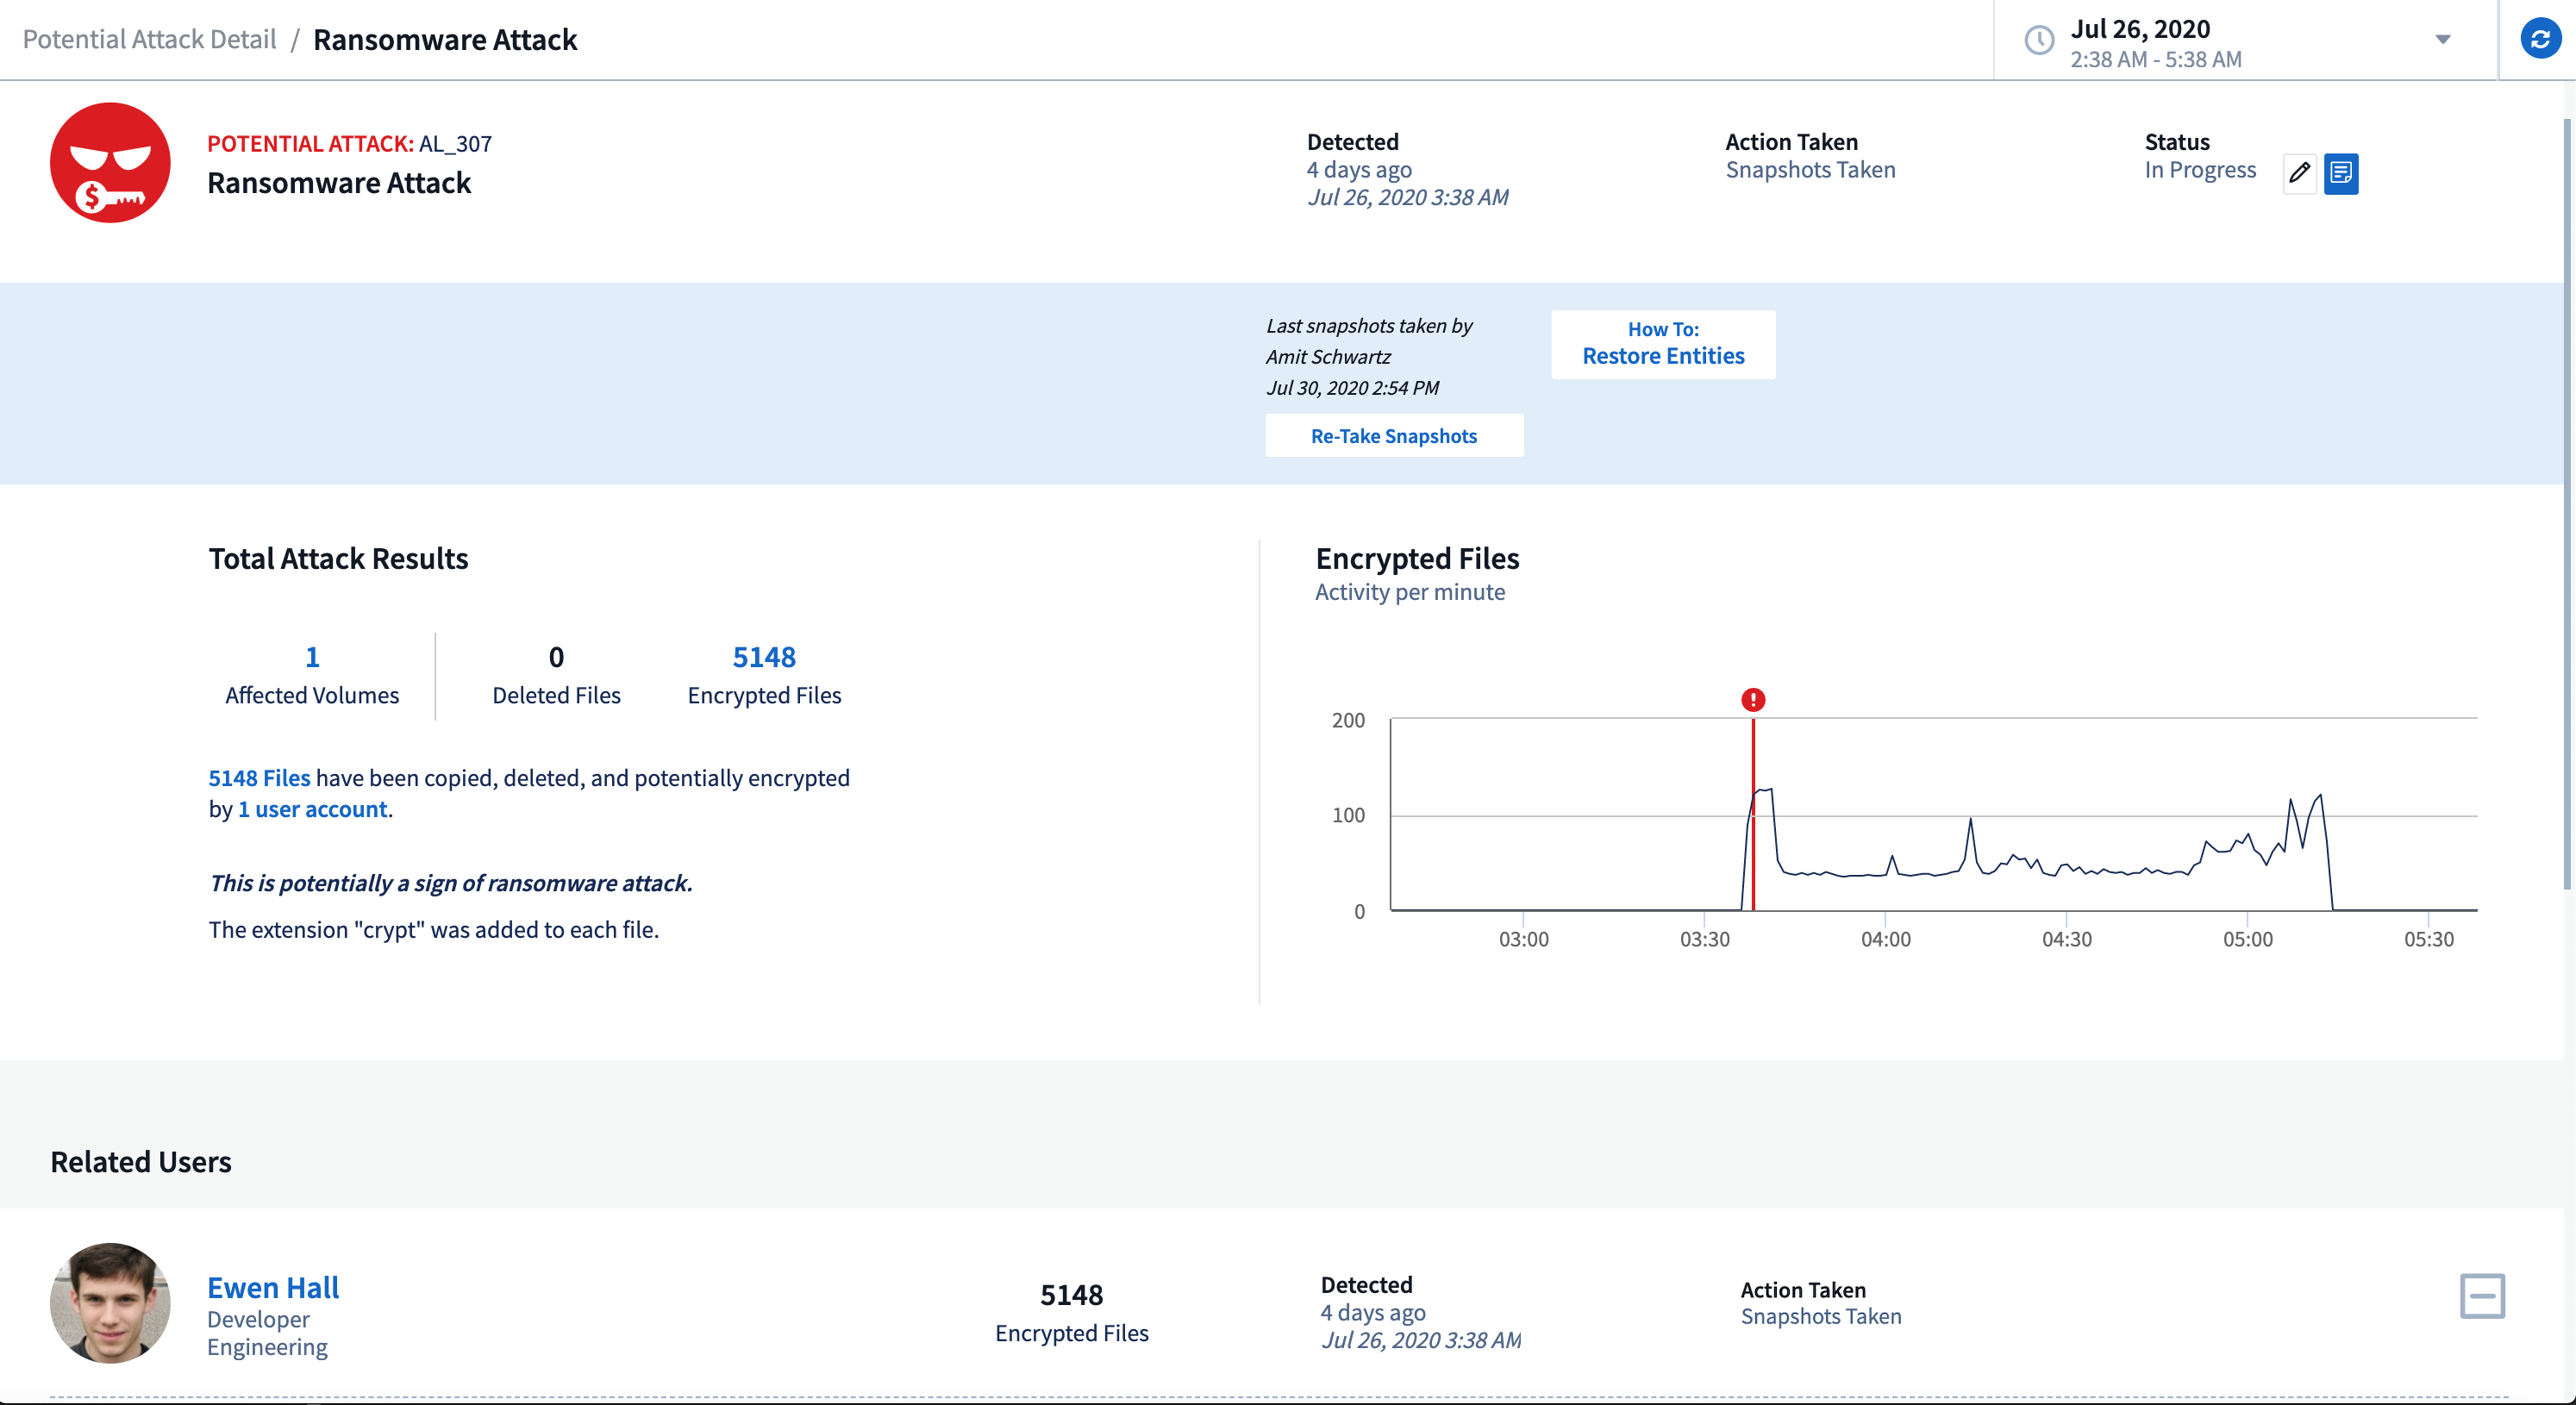 Potential Attack Detail / Ransomware Attack
Jul 26, 2020
2:38 AM - 5:38 AM
POTENTIAL ATTACK: AL_307
Ransomware Attack
$
Detected
4 days ago
Jul 26, 2020 3:38 AM
Action Taken
Snapshots Taken
Status
In Progress
Last snapshots taken by
Amit Schwartz
Jul 30, 2020 2:54 PM
Re-Take Snapshots
How To:
Restore Entities
Total Attack Results
1
Affected Volumes
0
Deleted Files
5148
Encrypted Files
5148 Files have been copied, deleted, and potentially encrypted
by 1 user account.
This is potentially a sign of ransomware attack.
The extension "crypt" was added to each file.
Encrypted Files
Activity per minute
!
200
100
0
03:00 03:30 04:00 04:30 05:00 05:30
Related Users
Ewen Hall
Developer
Engineering
5148
Encrypted Files
Detected
4 days ago
Jul 26, 2020 3:38 AM
Action Taken
Snapshots Taken